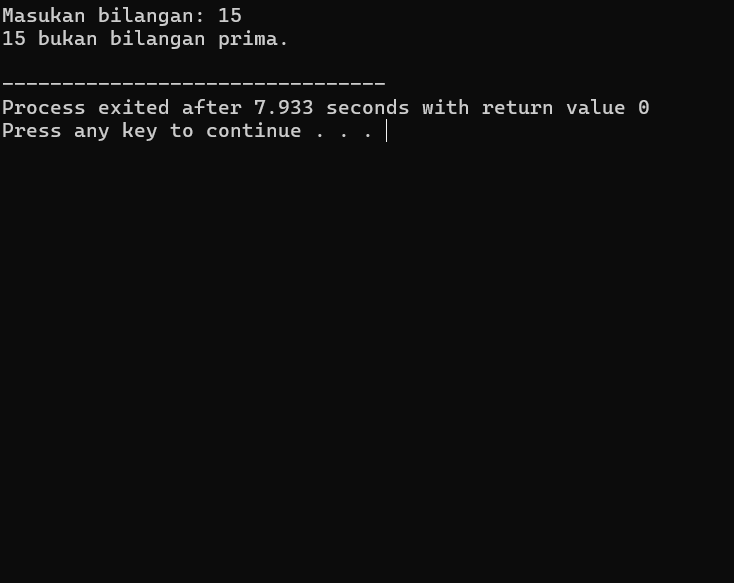 Masukan bilangan: 15
15 bukan bilangan prima.
--------------------------------
Process exited after 7.933 seconds with return value 0
Press any key to continue . . .